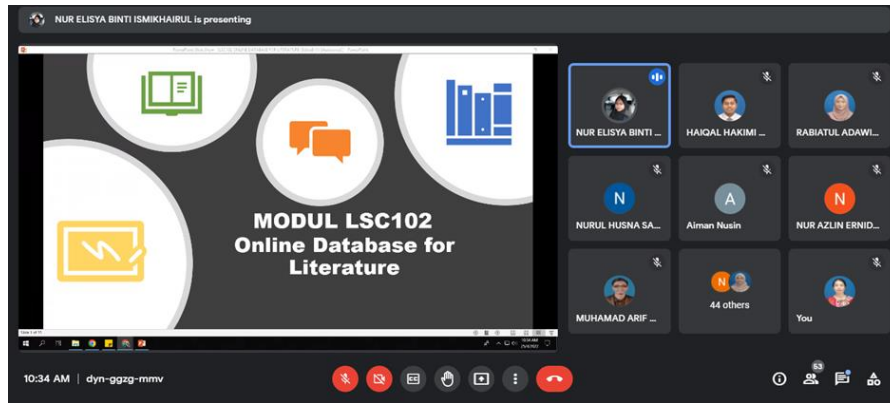 NUR ELISYA BINTI ISMIKHAIRUL is presenting
MODUL LSC102
Online Database for
Literature
NUR ELISYA BINTI ...
HAIQAL HAKIMI ...
RABIATUL ADAWI...
N
NURUL HUSNA SA...
A
Aiman Nusin
N
NUR AZLIN ERNID...
MUHAMAD ARIF ...
N
44 others
You
10:34 AM | dyn-ggzg-mmv
CC
53